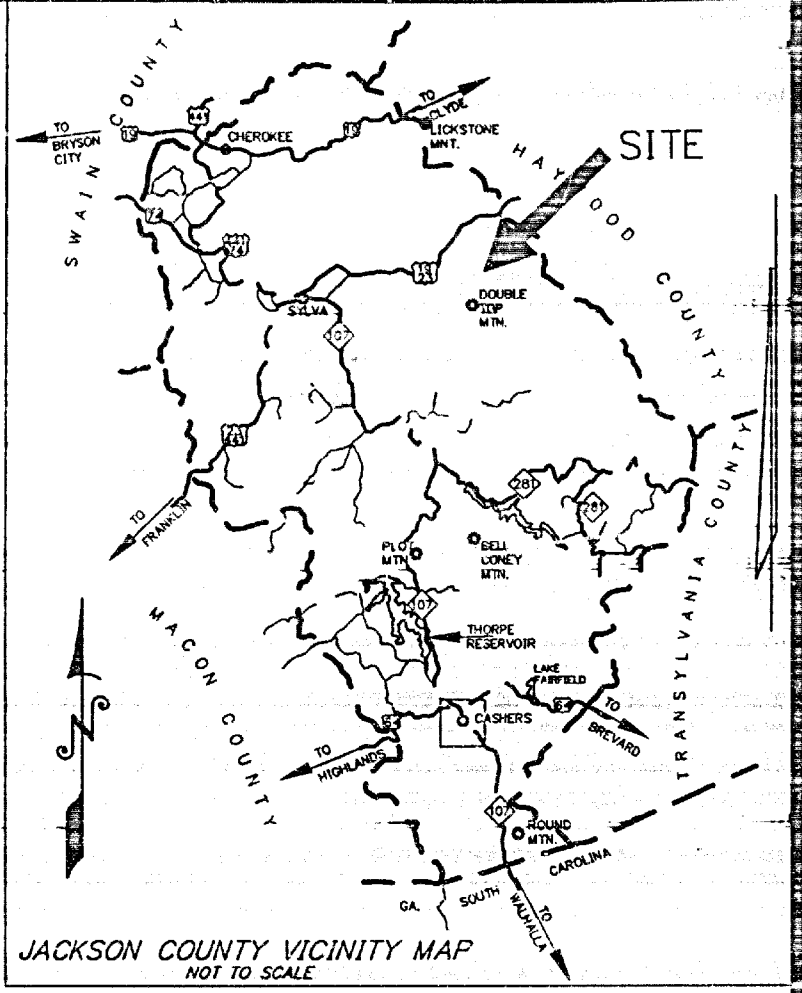 SWAIN COUNTY
TO
BRYSON
CITY
19
441
CHEROKEE
19
TO
CLYDE
LICKSTONE
MNT.
SITE
HAYWOOD COUNTY
74
441
74
SYLVA
19
23
DOUBLE
TOP
MTN.
107
23
441
TO
FRANKLIN
281
281
BELL
CONEY
MTN.
MTN
107
THORPE
RESERVOIR
MACON COUNTY
TRANSYLVANIA COUNTY
LAKE
FAIRFIELD
64
64
CASHERS
TO
BREVARD
TO
HIGHLANDS
N
107
ROUND
MTN.
GA.
SOUTH
CAROLINA
TO
WALHALLA
JACKSON COUNTY VICINITY MAP
NOT TO SCALE